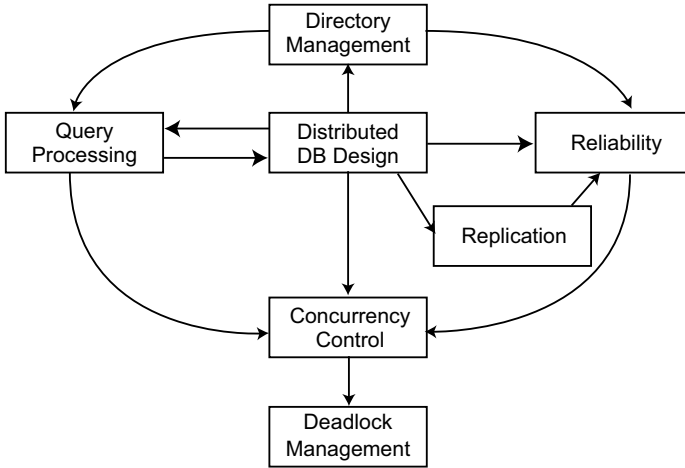 Directory
Management
Query
Processing
Distributed
DB Design
Reliability
Replication
Concurrency
Control
Deadlock
Management